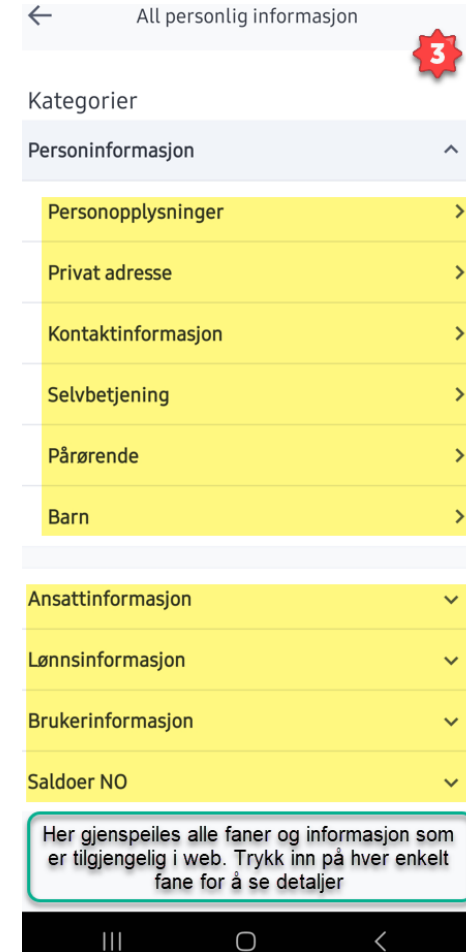 All personlig informasjon
3
Kategorier
Personinformasjon
Personopplysninger
Privat adresse
Kontaktinformasjon
Selvbetjening
Pårørende
Barn
Ansattinformasjon
Lønnsinformasjon
Brukerinformasjon
Saldoer NO
Her gjenspeiles alle faner og informasjon som
er tilgjengelig i web. Trykk inn på hver enkelt
fane for å se detaljer